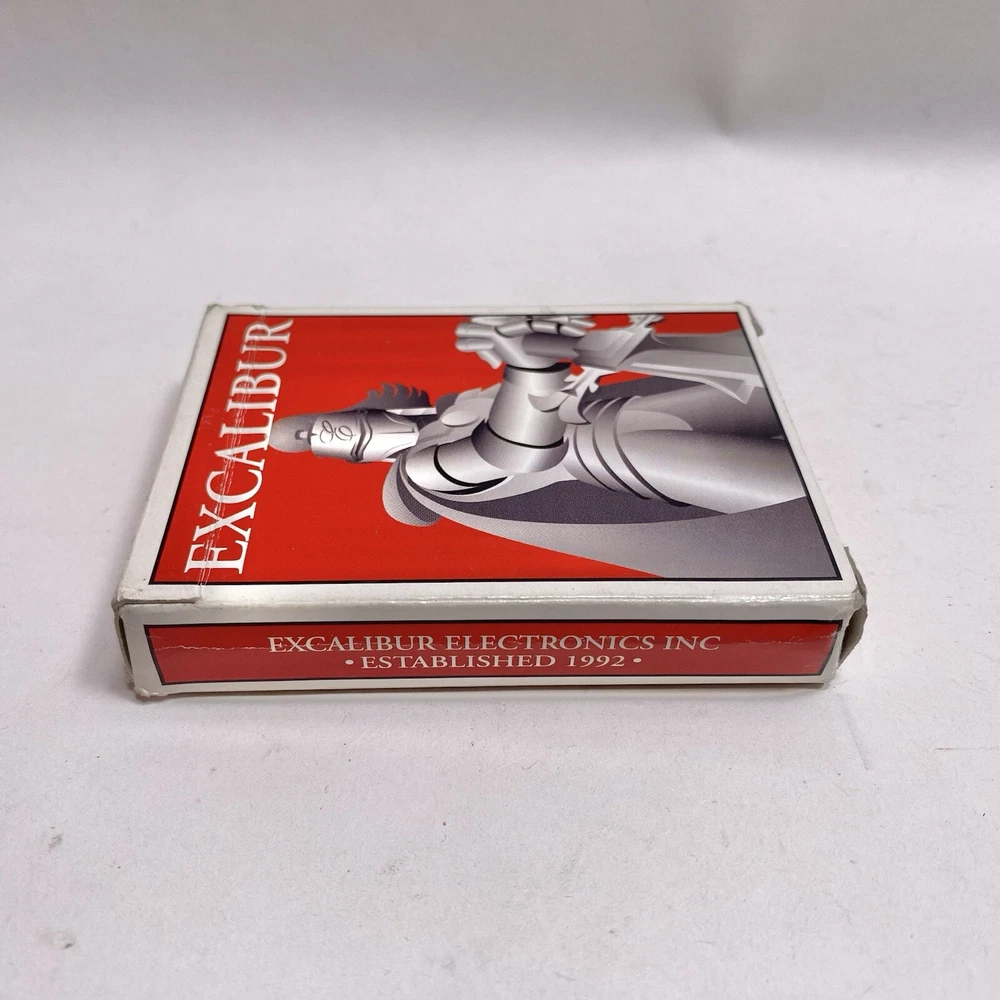 EXCALIBUR
EXCALIBUR ELECTRONICS INC
• ESTABLISHED 1992 •